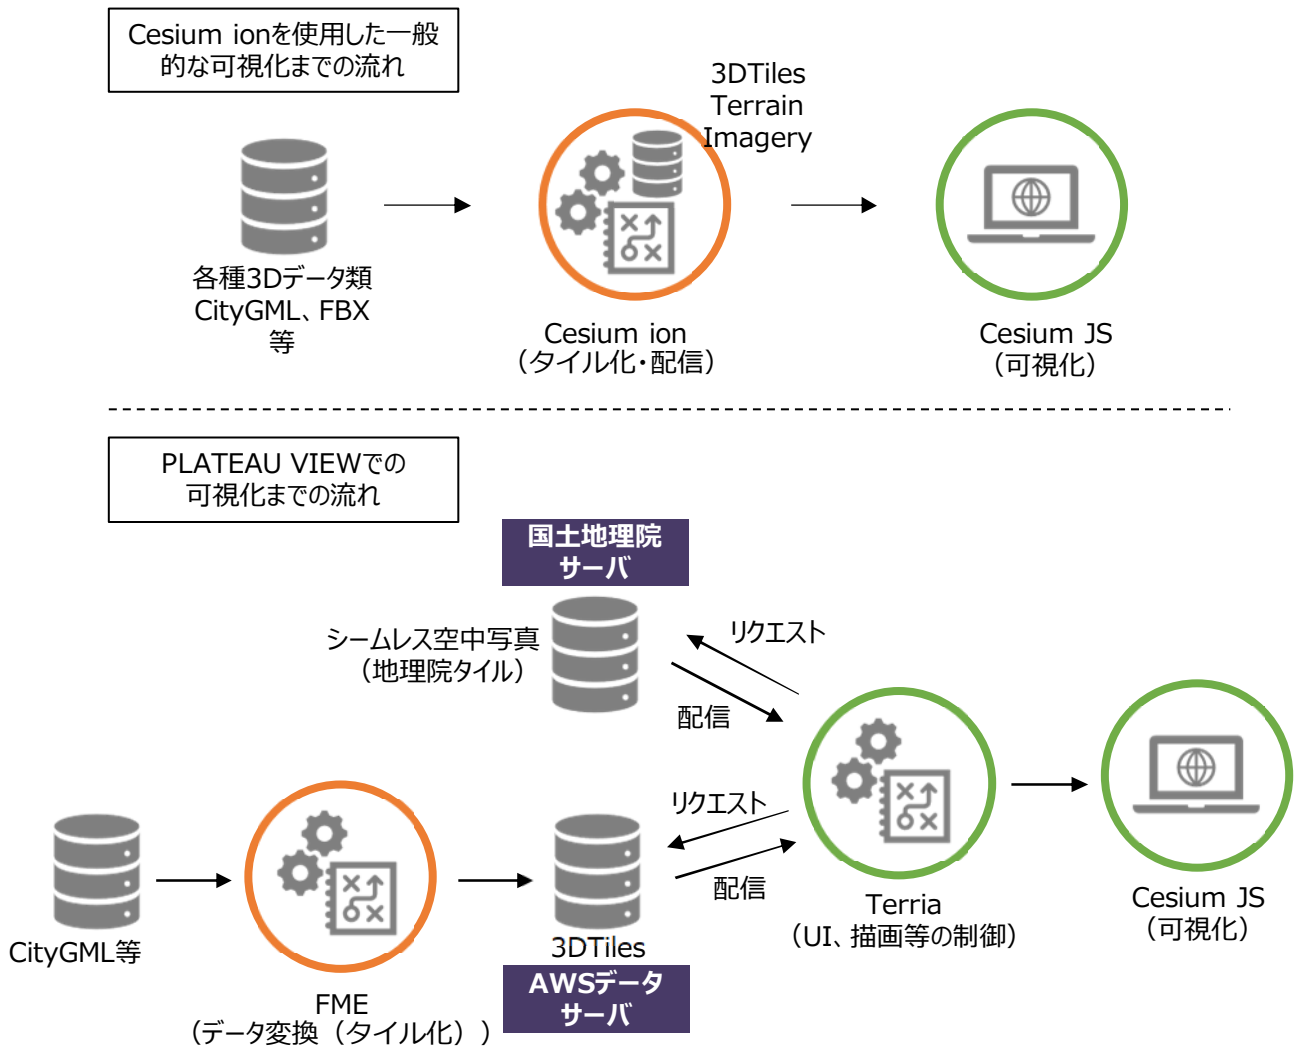 Cesium ionを使用した一般
的な可視化までの流れ
3DTiles
Terrain
Imagery
各種3Dデータ類
CityGML、FBX
等
Cesium ion
（タイル化・配信）
Cesium JS
（可視化）
PLATEAU VIEWでの
可視化までの流れ
国土地理院
サーバ
シームレス空中写真
（地理院タイル）
リクエスト
配信
リクエスト
配信
CityGML等
FME
（データ変換（タイル化））
3DTiles
AWSデータ
サーバ
Terria
（UI、描画等の制御）
Cesium JS
（可視化）